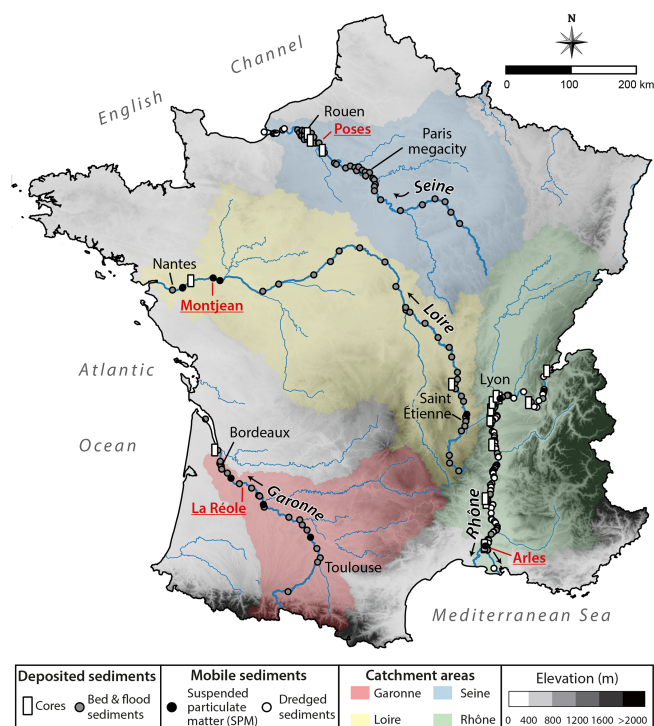 N
0 100 200 km
English Channel
Rouen
Poses
Paris
megacity
Seine
Nantes
Montjean
Loire
Atlantic
Ocean
Lyon
Saint
Étienne
Bordeaux
La Réole
Garonne
Toulouse
Rhône
Arles
Mediterranean Sea
Deposited sediments
Cores
Bed & flood
sediments
Mobile sediments
Suspended
particulate
matter (SPM)
Dredged
sediments
Catchment areas
Garonne
Seine
Loire
Rhône
Elevation (m)
0 400 800 1200 1600 >2000